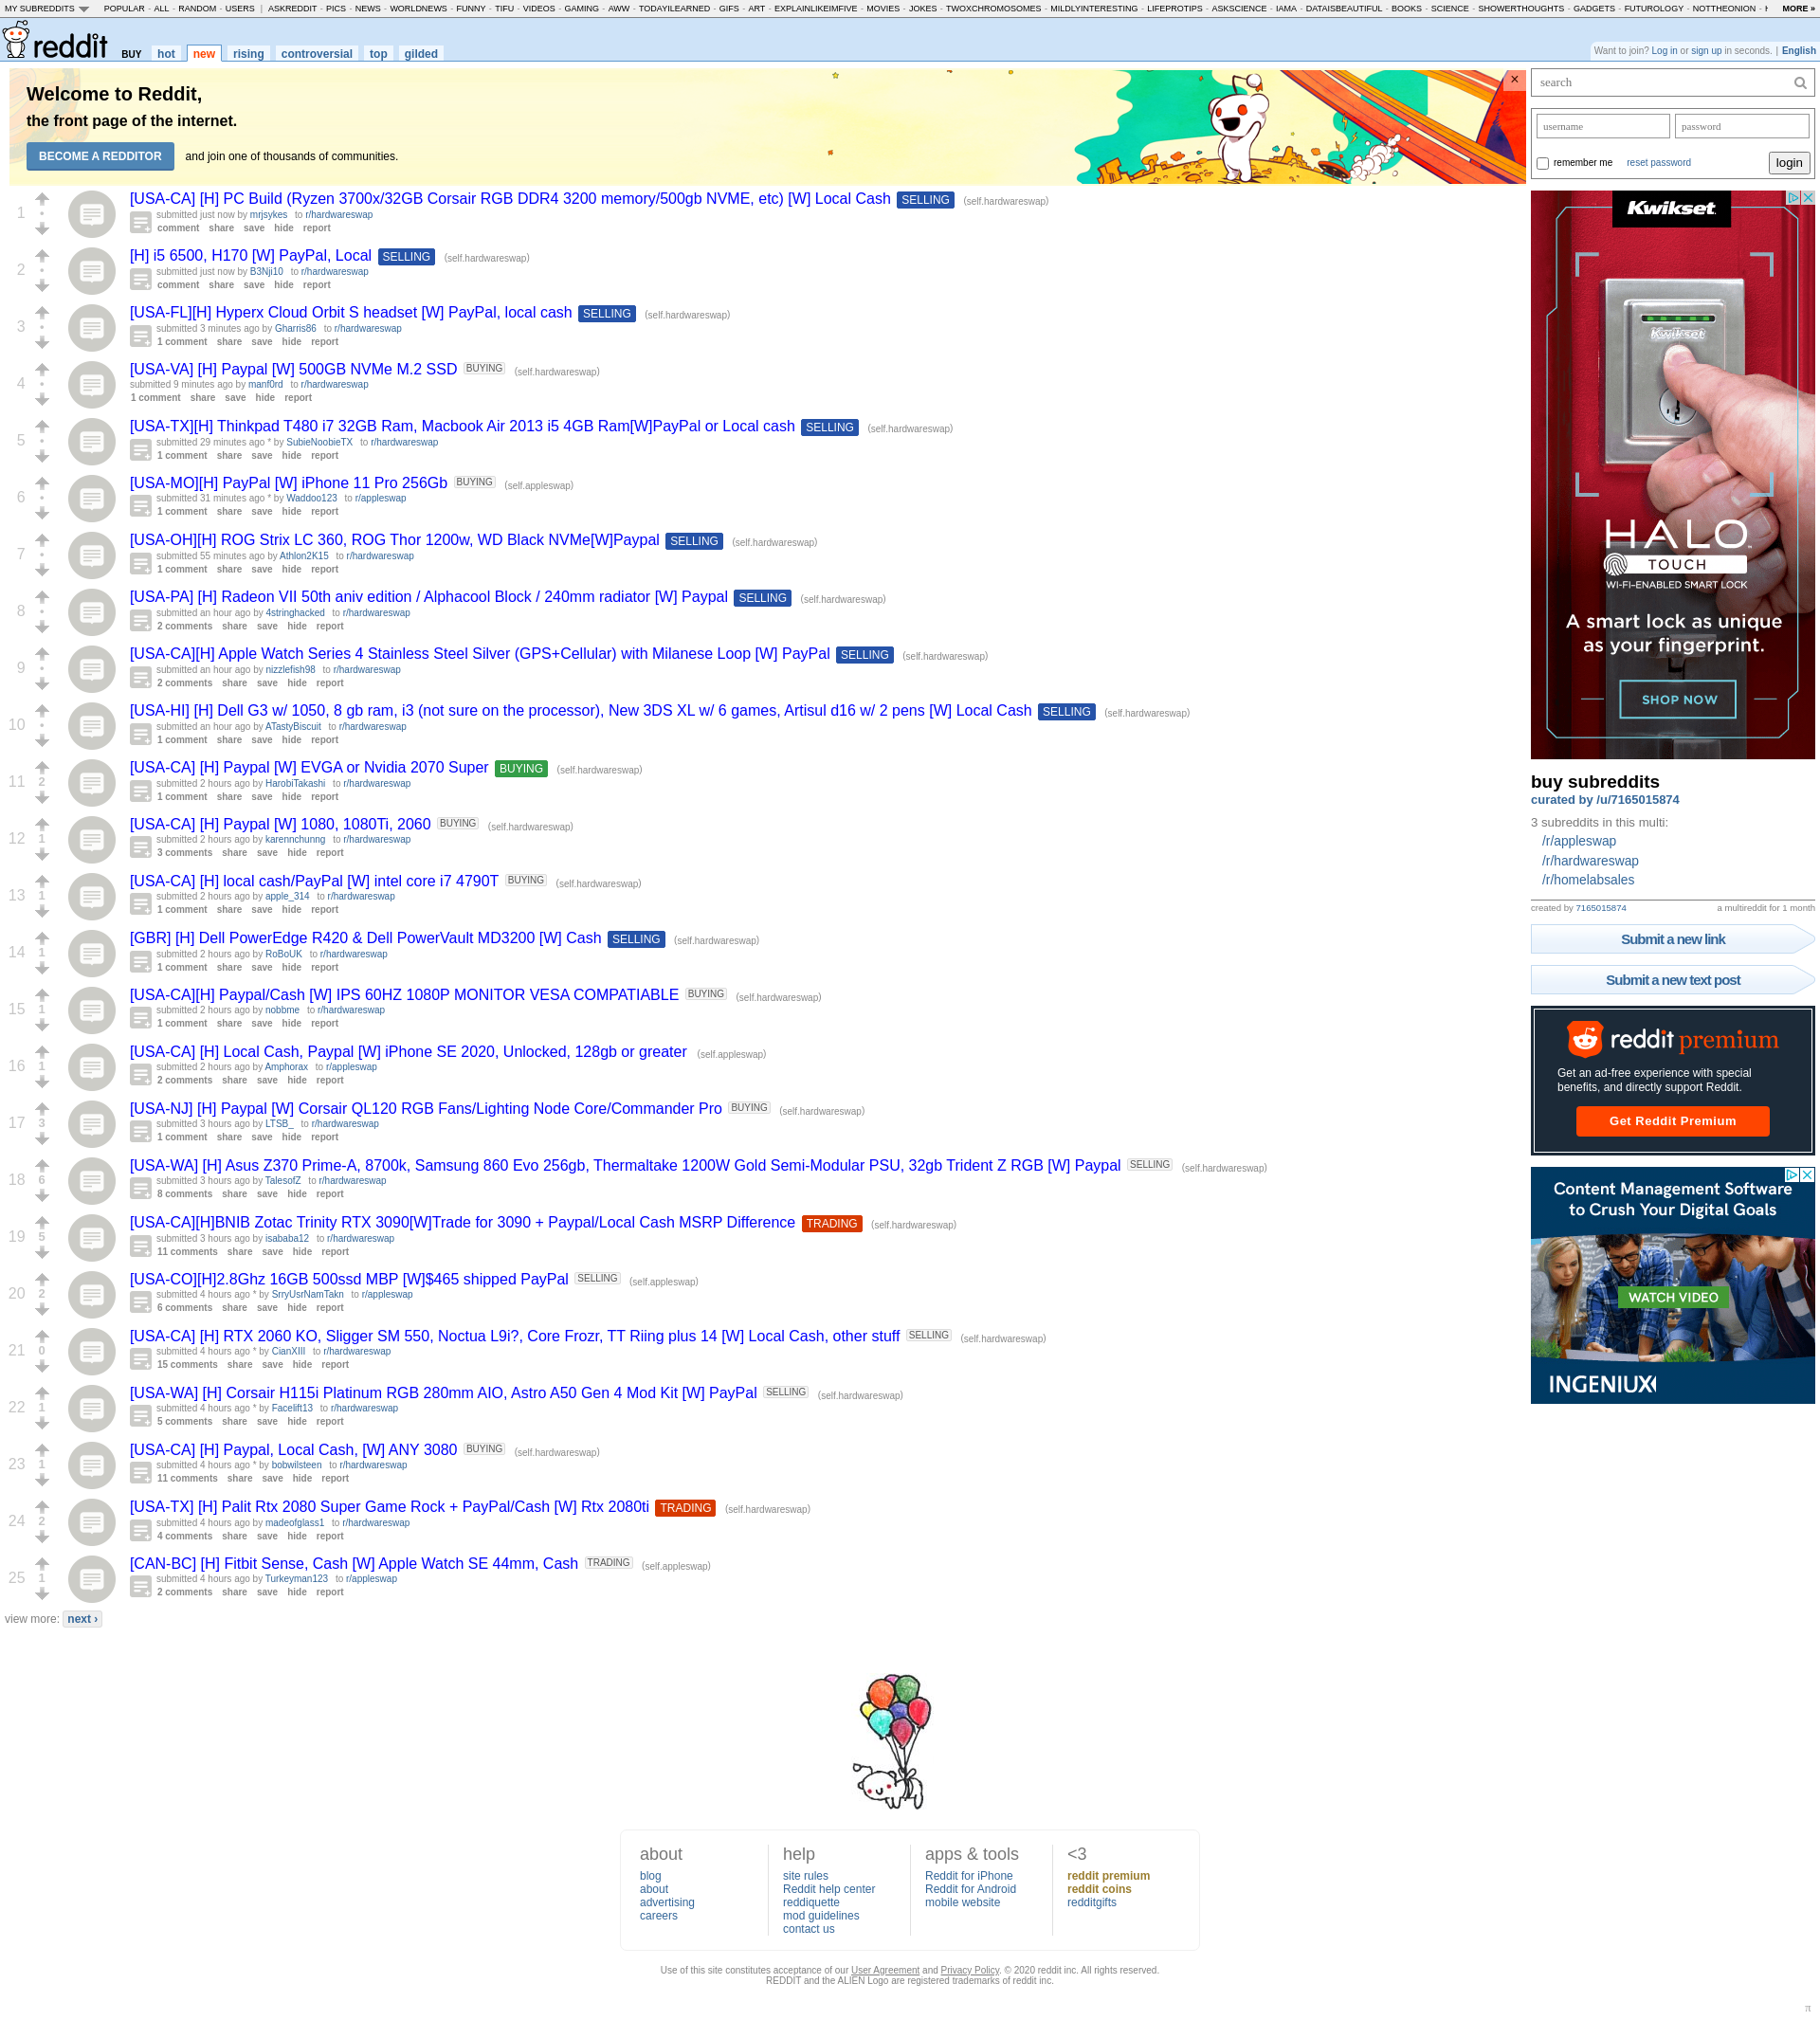 MY SUBREDDITS POPULAR - ALL - RANDOM - USERS | ASKREDDIT - PICS - NEWS - WORLDNEWS - FUNNY - TIFU - VIDEOS - GAMING - AWW - TODAYILEARNED - GIFS - ART - EXPLAINLIKEIMFIVE - MOVIES - JOKES - TWOXCHROMOSOMES - MILDLYINTERESTING - LIFEPROTIPS - ASKSCIENCE - IAMA - DATAISBEAUTIFUL - BOOKS - SCIENCE - SHOWERTHOUGHTS - GADGETS - FUTUROLOGY - NOTTHEONION - MORE »
reddit BUY hot new rising controversial top gilded
Want to join? Log in or sign up in seconds. | English
Welcome to Reddit,
the front page of the internet.
BECOME A REDDITOR and join one of thousands of communities.
×
1 [USA-CA] [H] PC Build (Ryzen 3700x/32GB Corsair RGB DDR4 3200 memory/500gb NVME, etc) [W] Local Cash SELLING (self.hardwareswap)
submitted just now by mrjsykes to r/hardwareswap
comment share save hide report
2 [H] i5 6500, H170 [W] PayPal, Local SELLING (self.hardwareswap)
submitted just now by B3Nji10 to r/hardwareswap
comment share save hide report
3 [USA-FL][H] Hyperx Cloud Orbit S headset [W] PayPal, local cash SELLING (self.hardwareswap)
submitted 3 minutes ago by Gharris86 to r/hardwareswap
1 comment share save hide report
4 [USA-VA] [H] Paypal [W] 500GB NVMe M.2 SSD BUYING (self.hardwareswap)
submitted 9 minutes ago by manf0rd to r/hardwareswap
1 comment share save hide report
5 [USA-TX][H] Thinkpad T480 i7 32GB Ram, Macbook Air 2013 i5 4GB Ram[W]PayPal or Local cash SELLING (self.hardwareswap)
submitted 29 minutes ago * by SubieNoobieTX to r/hardwareswap
1 comment share save hide report
6 [USA-MO][H] PayPal [W] iPhone 11 Pro 256Gb BUYING (self.appleswap)
submitted 31 minutes ago * by Waddoo123 to r/appleswap
1 comment share save hide report
7 [USA-OH][H] ROG Strix LC 360, ROG Thor 1200w, WD Black NVMe[W]Paypal SELLING (self.hardwareswap)
submitted 55 minutes ago by Athlon2K15 to r/hardwareswap
1 comment share save hide report
8 [USA-PA] [H] Radeon VII 50th aniv edition / Alphacool Block / 240mm radiator [W] Paypal SELLING (self.hardwareswap)
submitted an hour ago by 4stringhacked to r/hardwareswap
2 comments share save hide report
9 [USA-CA][H] Apple Watch Series 4 Stainless Steel Silver (GPS+Cellular) with Milanese Loop [W] PayPal SELLING (self.hardwareswap)
submitted an hour ago by nizzlefish98 to r/hardwareswap
2 comments share save hide report
10 [USA-HI] [H] Dell G3 w/ 1050, 8 gb ram, i3 (not sure on the processor), New 3DS XL w/ 6 games, Artisul d16 w/ 2 pens [W] Local Cash SELLING (self.hardwareswap)
submitted an hour ago by ATastyBiscuit to r/hardwareswap
1 comment share save hide report
11 2 [USA-CA] [H] Paypal [W] EVGA or Nvidia 2070 Super BUYING (self.hardwareswap)
submitted 2 hours ago by HarobiTakashi to r/hardwareswap
1 comment share save hide report
12 1 [USA-CA] [H] Paypal [W] 1080, 1080Ti, 2060 BUYING (self.hardwareswap)
submitted 2 hours ago by karennchunng to r/hardwareswap
3 comments share save hide report
13 1 [USA-CA] [H] local cash/PayPal [W] intel core i7 4790T BUYING (self.hardwareswap)
submitted 2 hours ago by apple_314 to r/hardwareswap
1 comment share save hide report
14 1 [GBR] [H] Dell PowerEdge R420 & Dell PowerVault MD3200 [W] Cash SELLING (self.hardwareswap)
submitted 2 hours ago by RoBoUK to r/hardwareswap
1 comment share save hide report
15 1 [USA-CA][H] Paypal/Cash [W] IPS 60HZ 1080P MONITOR VESA COMPATIABLE BUYING (self.hardwareswap)
submitted 2 hours ago by nobbme to r/hardwareswap
1 comment share save hide report
16 1 [USA-CA] [H] Local Cash, Paypal [W] iPhone SE 2020, Unlocked, 128gb or greater (self.appleswap)
submitted 2 hours ago by Amphorax to r/appleswap
2 comments share save hide report
17 3 [USA-NJ] [H] Paypal [W] Corsair QL120 RGB Fans/Lighting Node Core/Commander Pro BUYING (self.hardwareswap)
submitted 3 hours ago by LTSB_ to r/hardwareswap
1 comment share save hide report
18 6 [USA-WA] [H] Asus Z370 Prime-A, 8700k, Samsung 860 Evo 256gb, Thermaltake 1200W Gold Semi-Modular PSU, 32gb Trident Z RGB [W] Paypal SELLING (self.hardwareswap)
submitted 3 hours ago by TalesofZ to r/hardwareswap
8 comments share save hide report
19 5 [USA-CA][H]BNIB Zotac Trinity RTX 3090[W]Trade for 3090 + Paypal/Local Cash MSRP Difference TRADING (self.hardwareswap)
submitted 3 hours ago by isababa12 to r/hardwareswap
11 comments share save hide report
20 2 [USA-CO][H]2.8Ghz 16GB 500ssd MBP [W]$465 shipped PayPal SELLING (self.appleswap)
submitted 4 hours ago * by SrryUsrNamTakn to r/appleswap
6 comments share save hide report
21 0 [USA-CA] [H] RTX 2060 KO, Sligger SM 550, Noctua L9i?, Core Frozr, TT Riing plus 14 [W] Local Cash, other stuff SELLING (self.hardwareswap)
submitted 4 hours ago * by CianXIII to r/hardwareswap
15 comments share save hide report
22 1 [USA-WA] [H] Corsair H115i Platinum RGB 280mm AIO, Astro A50 Gen 4 Mod Kit [W] PayPal SELLING (self.hardwareswap)
submitted 4 hours ago * by Facelift13 to r/hardwareswap
5 comments share save hide report
23 1 [USA-CA] [H] Paypal, Local Cash, [W] ANY 3080 BUYING (self.hardwareswap)
submitted 4 hours ago * by bobwilsteen to r/hardwareswap
11 comments share save hide report
24 2 [USA-TX] [H] Palit Rtx 2080 Super Game Rock + PayPal/Cash [W] Rtx 2080ti TRADING (self.hardwareswap)
submitted 4 hours ago by madeofglass1 to r/hardwareswap
4 comments share save hide report
25 1 [CAN-BC] [H] Fitbit Sense, Cash [W] Apple Watch SE 44mm, Cash TRADING (self.appleswap)
submitted 4 hours ago by Turkeyman123 to r/appleswap
2 comments share save hide report
view more: next ›
search
username password
remember me reset password login
Kwikset
Kwikset
HALO
TOUCH
WI-FI-ENABLED SMART LOCK
A smart lock as unique
as your fingerprint.
SHOP NOW
buy subreddits
curated by /u/7165015874
3 subreddits in this multi:
/r/appleswap
/r/hardwareswap
/r/homelabsales
created by 7165015874 a multireddit for 1 month
Submit a new link
Submit a new text post
reddit premium
Get an ad-free experience with special
benefits, and directly support Reddit.
Get Reddit Premium
Content Management Software
to Crush Your Digital Goals
WATCH VIDEO
INGENIUX
about
blog
about
advertising
careers
help
site rules
Reddit help center
reddiquette
mod guidelines
contact us
apps & tools
Reddit for iPhone
Reddit for Android
mobile website
<3
reddit premium
reddit coins
redditgifts
Use of this site constitutes acceptance of our User Agreement and Privacy Policy. © 2020 reddit inc. All rights reserved.
REDDIT and the ALIEN Logo are registered trademarks of reddit inc.
π